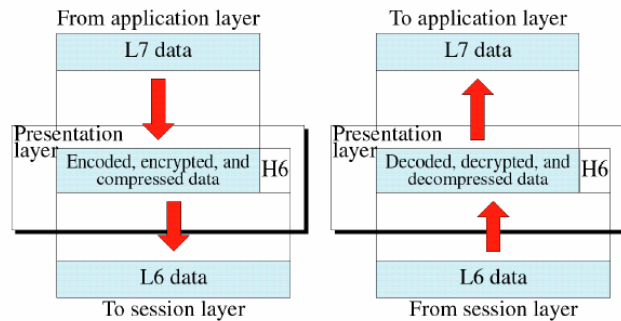 From application layer
L7 data
Presentation
layer
Encoded, encrypted, and
compressed data
H6
L6 data
To session layer
To application layer
L7 data
Presentation
layer
Decoded, decrypted, and
decompressed data
H6
L6 data
From session layer